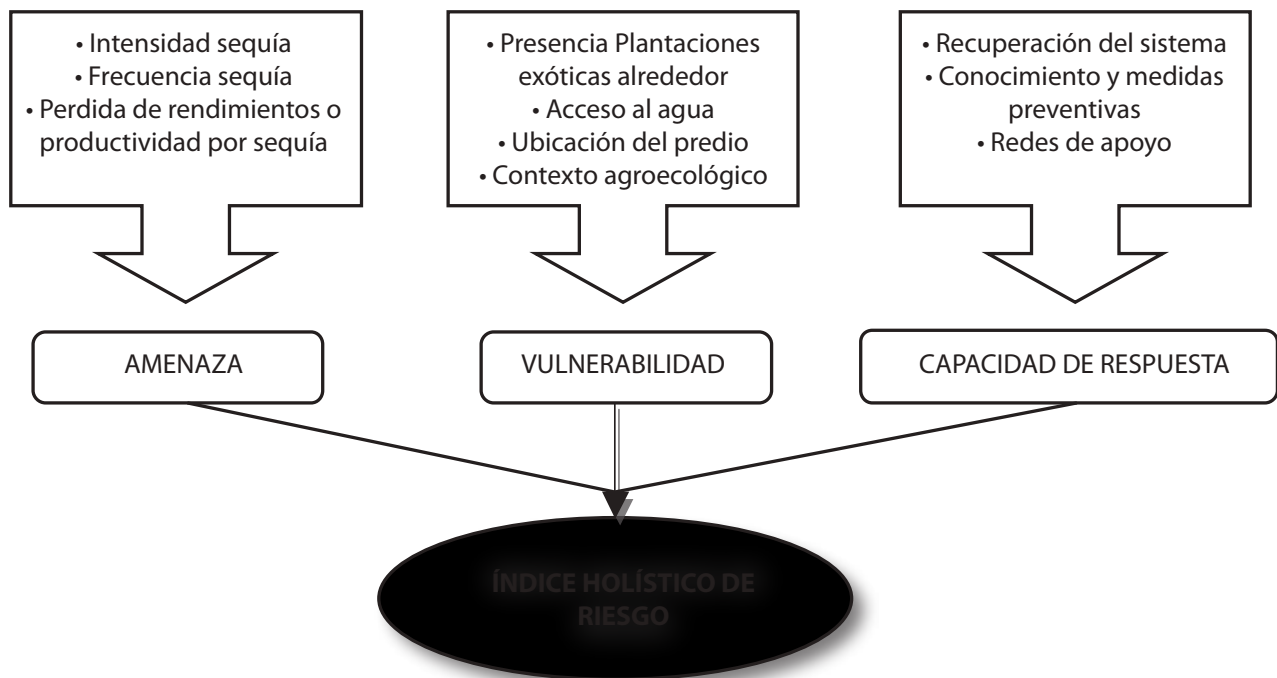 • Intensidad sequía
• Frecuencia sequía
• Perdida de rendimientos o
productividad por sequía
• Presencia Plantaciones
exóticas alrededor
• Acceso al agua
• Ubicación del predio
• Contexto agroecológico
• Recuperación del sistema
• Conocimiento y medidas
preventivas
• Redes de apoyo
AMENAZA
VULNERABILIDAD
CAPACIDAD DE RESPUESTA
ÍNDICE HOLÍSTICO DE
RIESGO